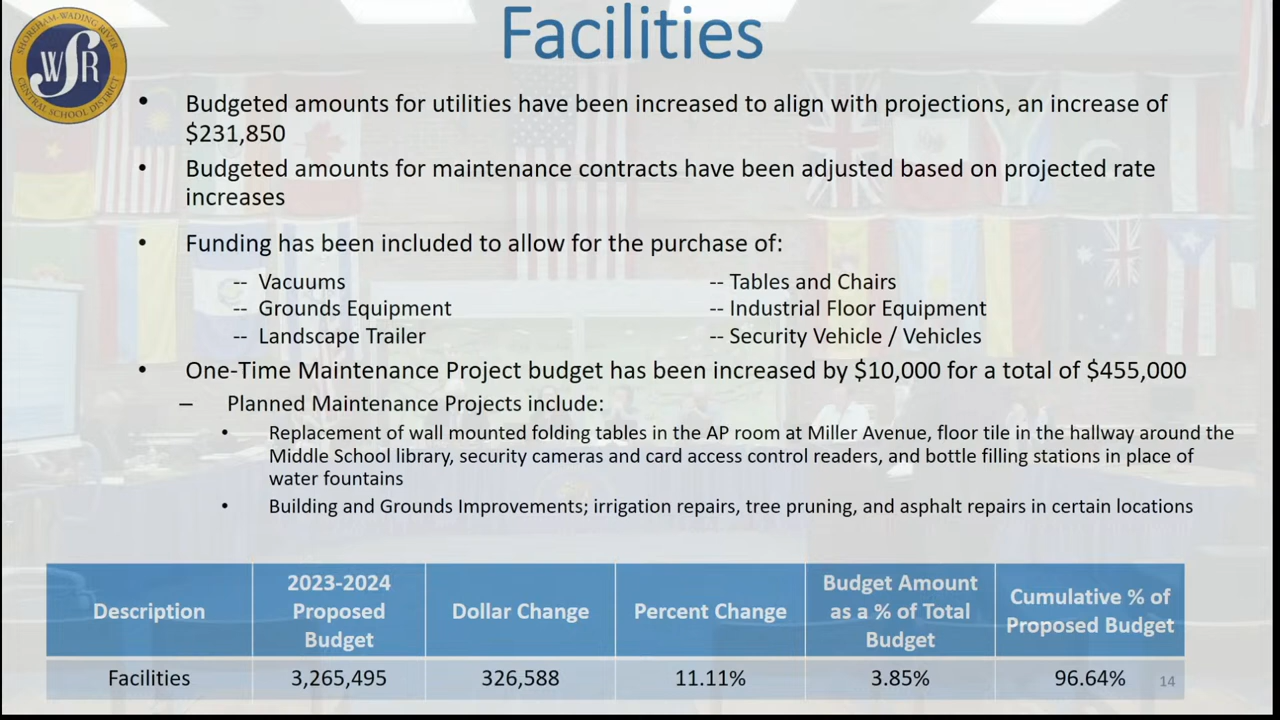 Facilities
SHOREHAM-WADING RIVER
WSR
CENTRAL SCHOOL DISTRICT
• Budgeted amounts for utilities have been increased to align with projections, an increase of
$231,850
• Budgeted amounts for maintenance contracts have been adjusted based on projected rate
increases
• Funding has been included to allow for the purchase of:
-- Vacuums -- Tables and Chairs
-- Grounds Equipment -- Industrial Floor Equipment
-- Landscape Trailer -- Security Vehicle / Vehicles
• One-Time Maintenance Project budget has been increased by $10,000 for a total of $455,000
– Planned Maintenance Projects include:
• Replacement of wall mounted folding tables in the AP room at Miller Avenue, floor tile in the hallway around the
Middle School library, security cameras and card access control readers, and bottle filling stations in place of
water fountains
• Building and Grounds Improvements; irrigation repairs, tree pruning, and asphalt repairs in certain locations
Description
2023-2024
Proposed
Budget
Dollar Change
Percent Change
Budget Amount
as a % of Total
Budget
Cumulative % of
Proposed Budget
Facilities 3,265,495 326,588 11.11% 3.85% 96.64%
14